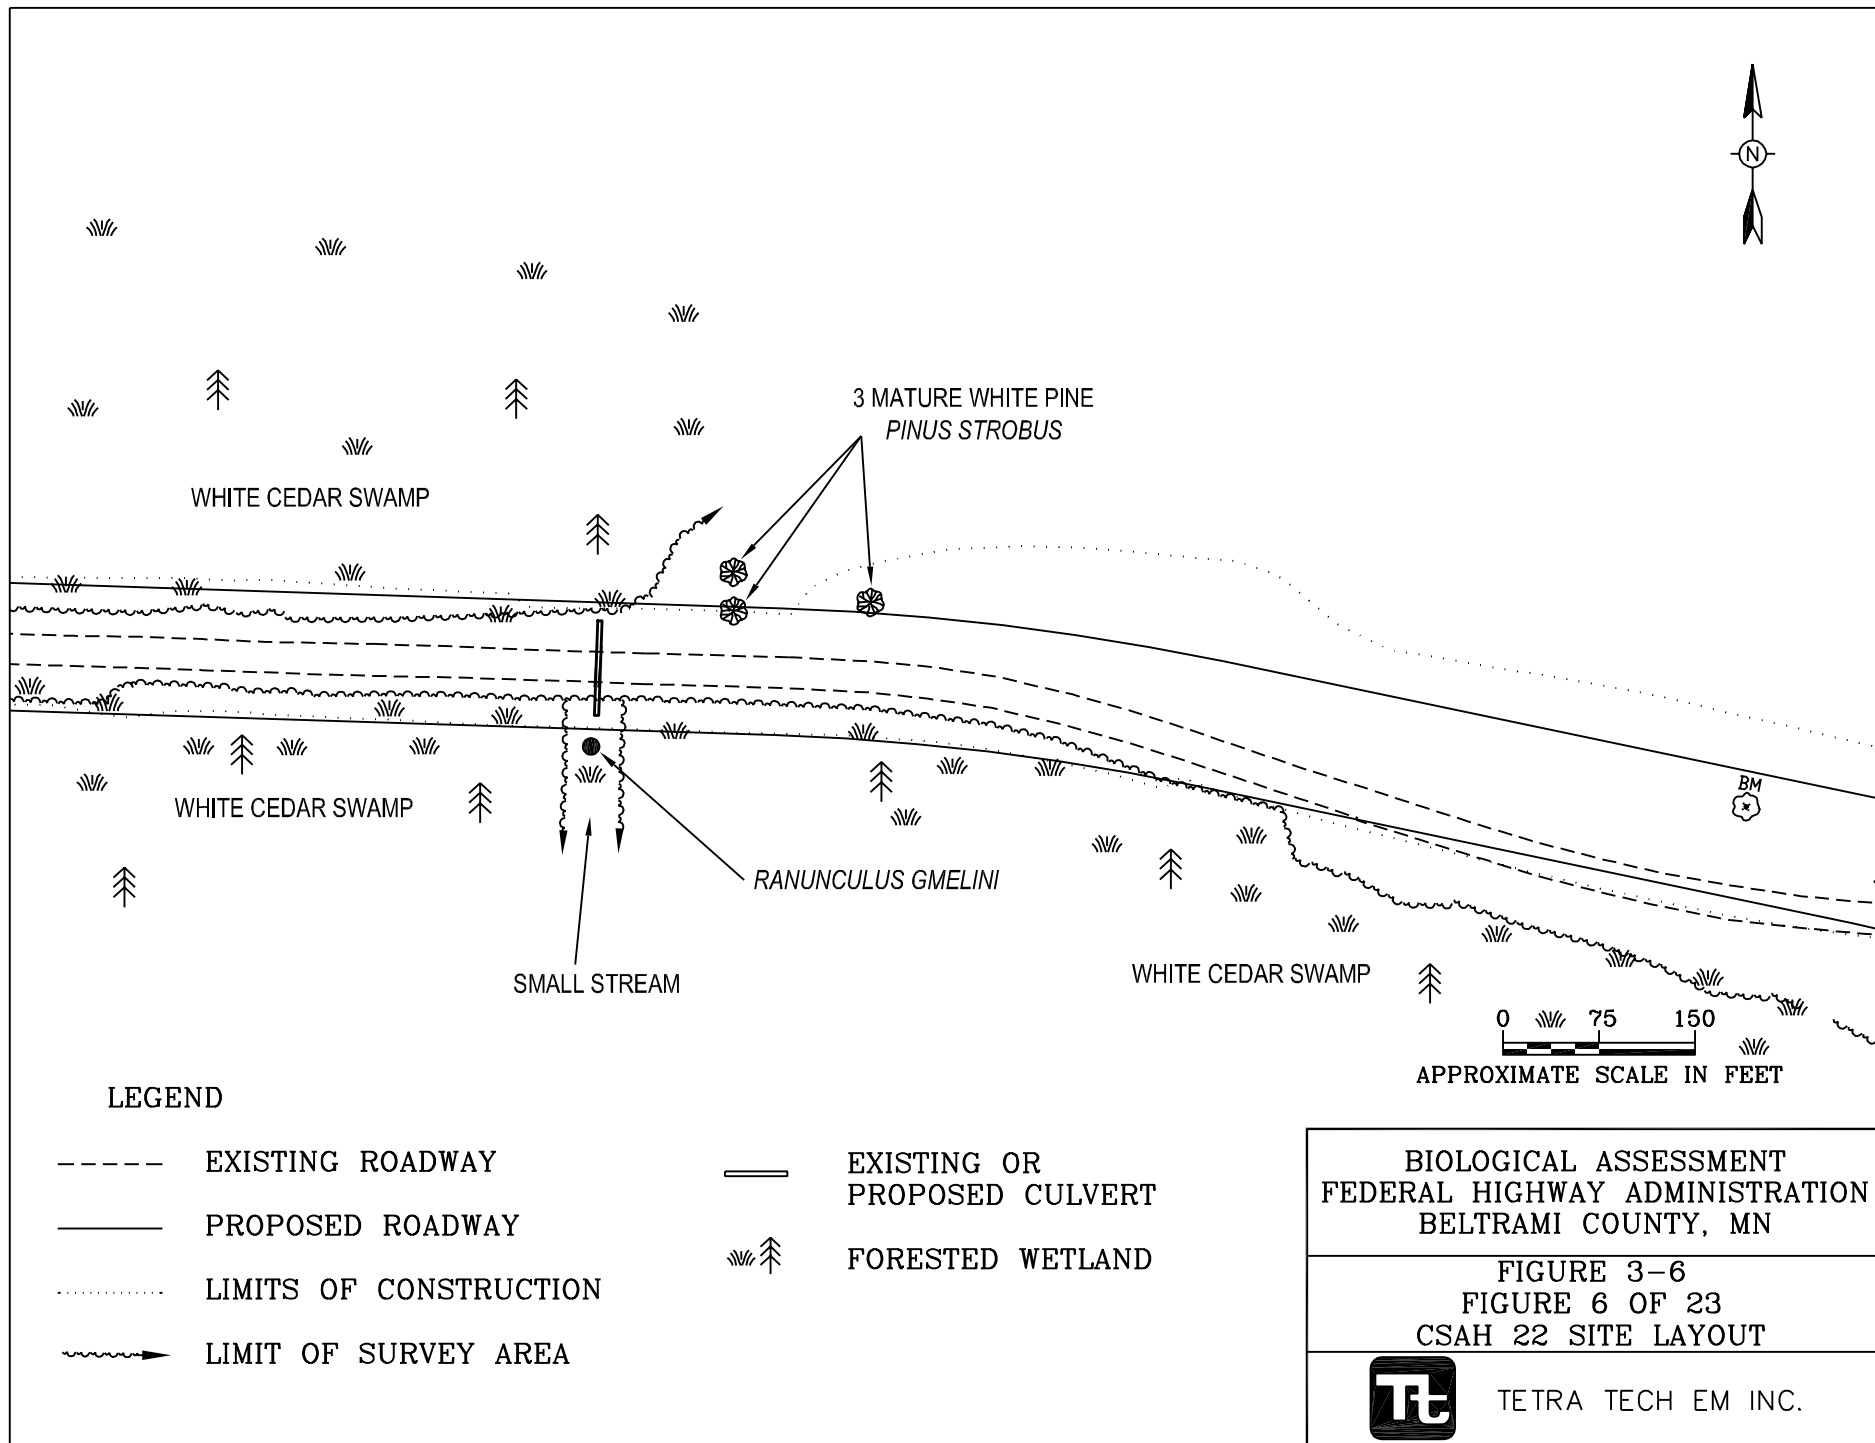 N
3 MATURE WHITE PINE
PINUS STROBUS
WHITE CEDAR SWAMP
BM
WHITE CEDAR SWAMP
RANUNCULUS GMELINI
SMALL STREAM
WHITE CEDAR SWAMP
0 75 150
APPROXIMATE SCALE IN FEET
LEGEND
EXISTING ROADWAY
PROPOSED ROADWAY
LIMITS OF CONSTRUCTION
LIMIT OF SURVEY AREA
EXISTING OR
PROPOSED CULVERT
FORESTED WETLAND
BIOLOGICAL ASSESSMENT
FEDERAL HIGHWAY ADMINISTRATION
BELTRAMI COUNTY, MN
FIGURE 3-6
FIGURE 6 OF 23
CSAH 22 SITE LAYOUT
Tt
TETRA TECH EM INC.